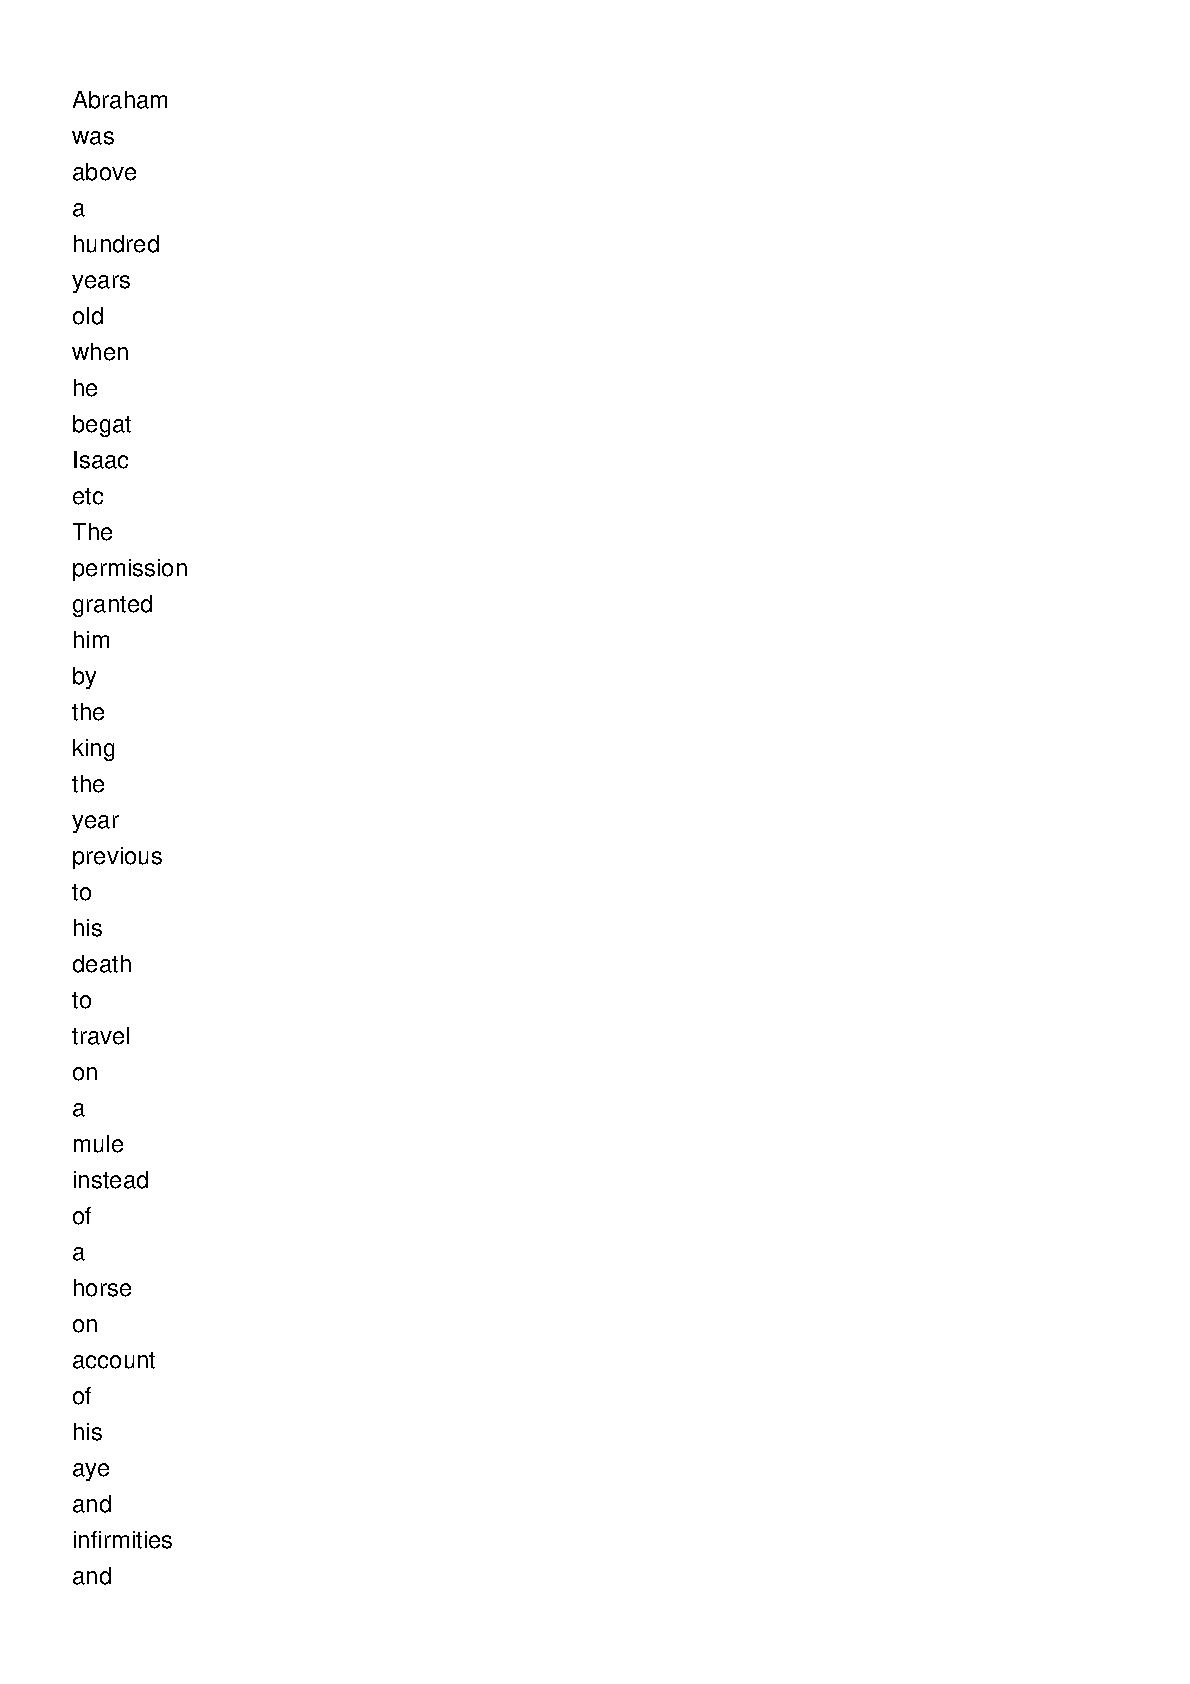 Abraham
was
above
a
hundred
years
old
when
he
begat
Isaac
etc
The
permission
granted
him
by
the
king
the
year
previous
to
his
death
to
travel
on
a
mule
instead
of
a
horse
on
account
of
his
aye
and
infirmities
and